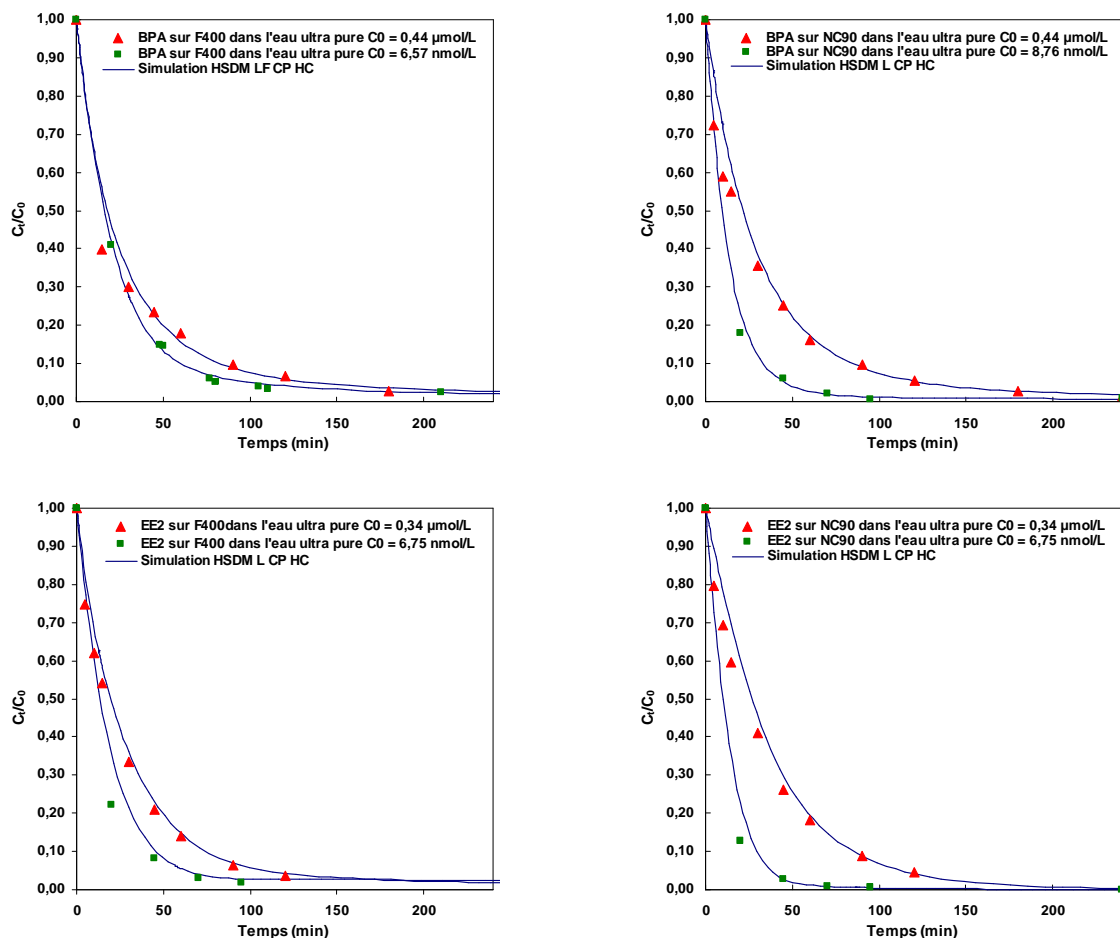 BPA sur F400 dans l'eau ultra pure C0 = 0,44 µmol/L
BPA sur F400 dans l'eau ultra pure C0 = 6,57 nmol/L
Simulation HSDM LF CP HC
1,00
0,90
0,80
0,70
0,60
0,50
0,40
0,30
0,20
0,10
0,00
Ct/C0
0 50 100 150 200
Temps (min)
BPA sur NC90 dans l'eau ultra pure C0 = 0,44 µmol/L
BPA sur NC90 dans l'eau ultra pure C0 = 8,76 nmol/L
Simulation HSDM L CP HC
1,00
0,90
0,80
0,70
0,60
0,50
0,40
0,30
0,20
0,10
0,00
Ct/C0
0 50 100 150 200
Temps (min)
EE2 sur F400dans l'eau ultra pure C0 = 0,34 µmol/L
EE2 sur F400 dans l'eau ultra pure C0 = 6,75 nmol/L
Simulation HSDM L CP HC
1,00
0,90
0,80
0,70
0,60
0,50
0,40
0,30
0,20
0,10
0,00
Ct/C0
0 50 100 150 200
Temps (min)
EE2 sur NC90 dans l'eau ultra pure C0 = 0,34 µmol/L
EE2 sur NC90 dans l'eau ultra pure C0 = 6,75 nmol/L
Simulation HSDM L CP HC
1,00
0,90
0,80
0,70
0,60
0,50
0,40
0,30
0,20
0,10
0,00
Ct/C0
0 50 100 150 200
Temps (min)